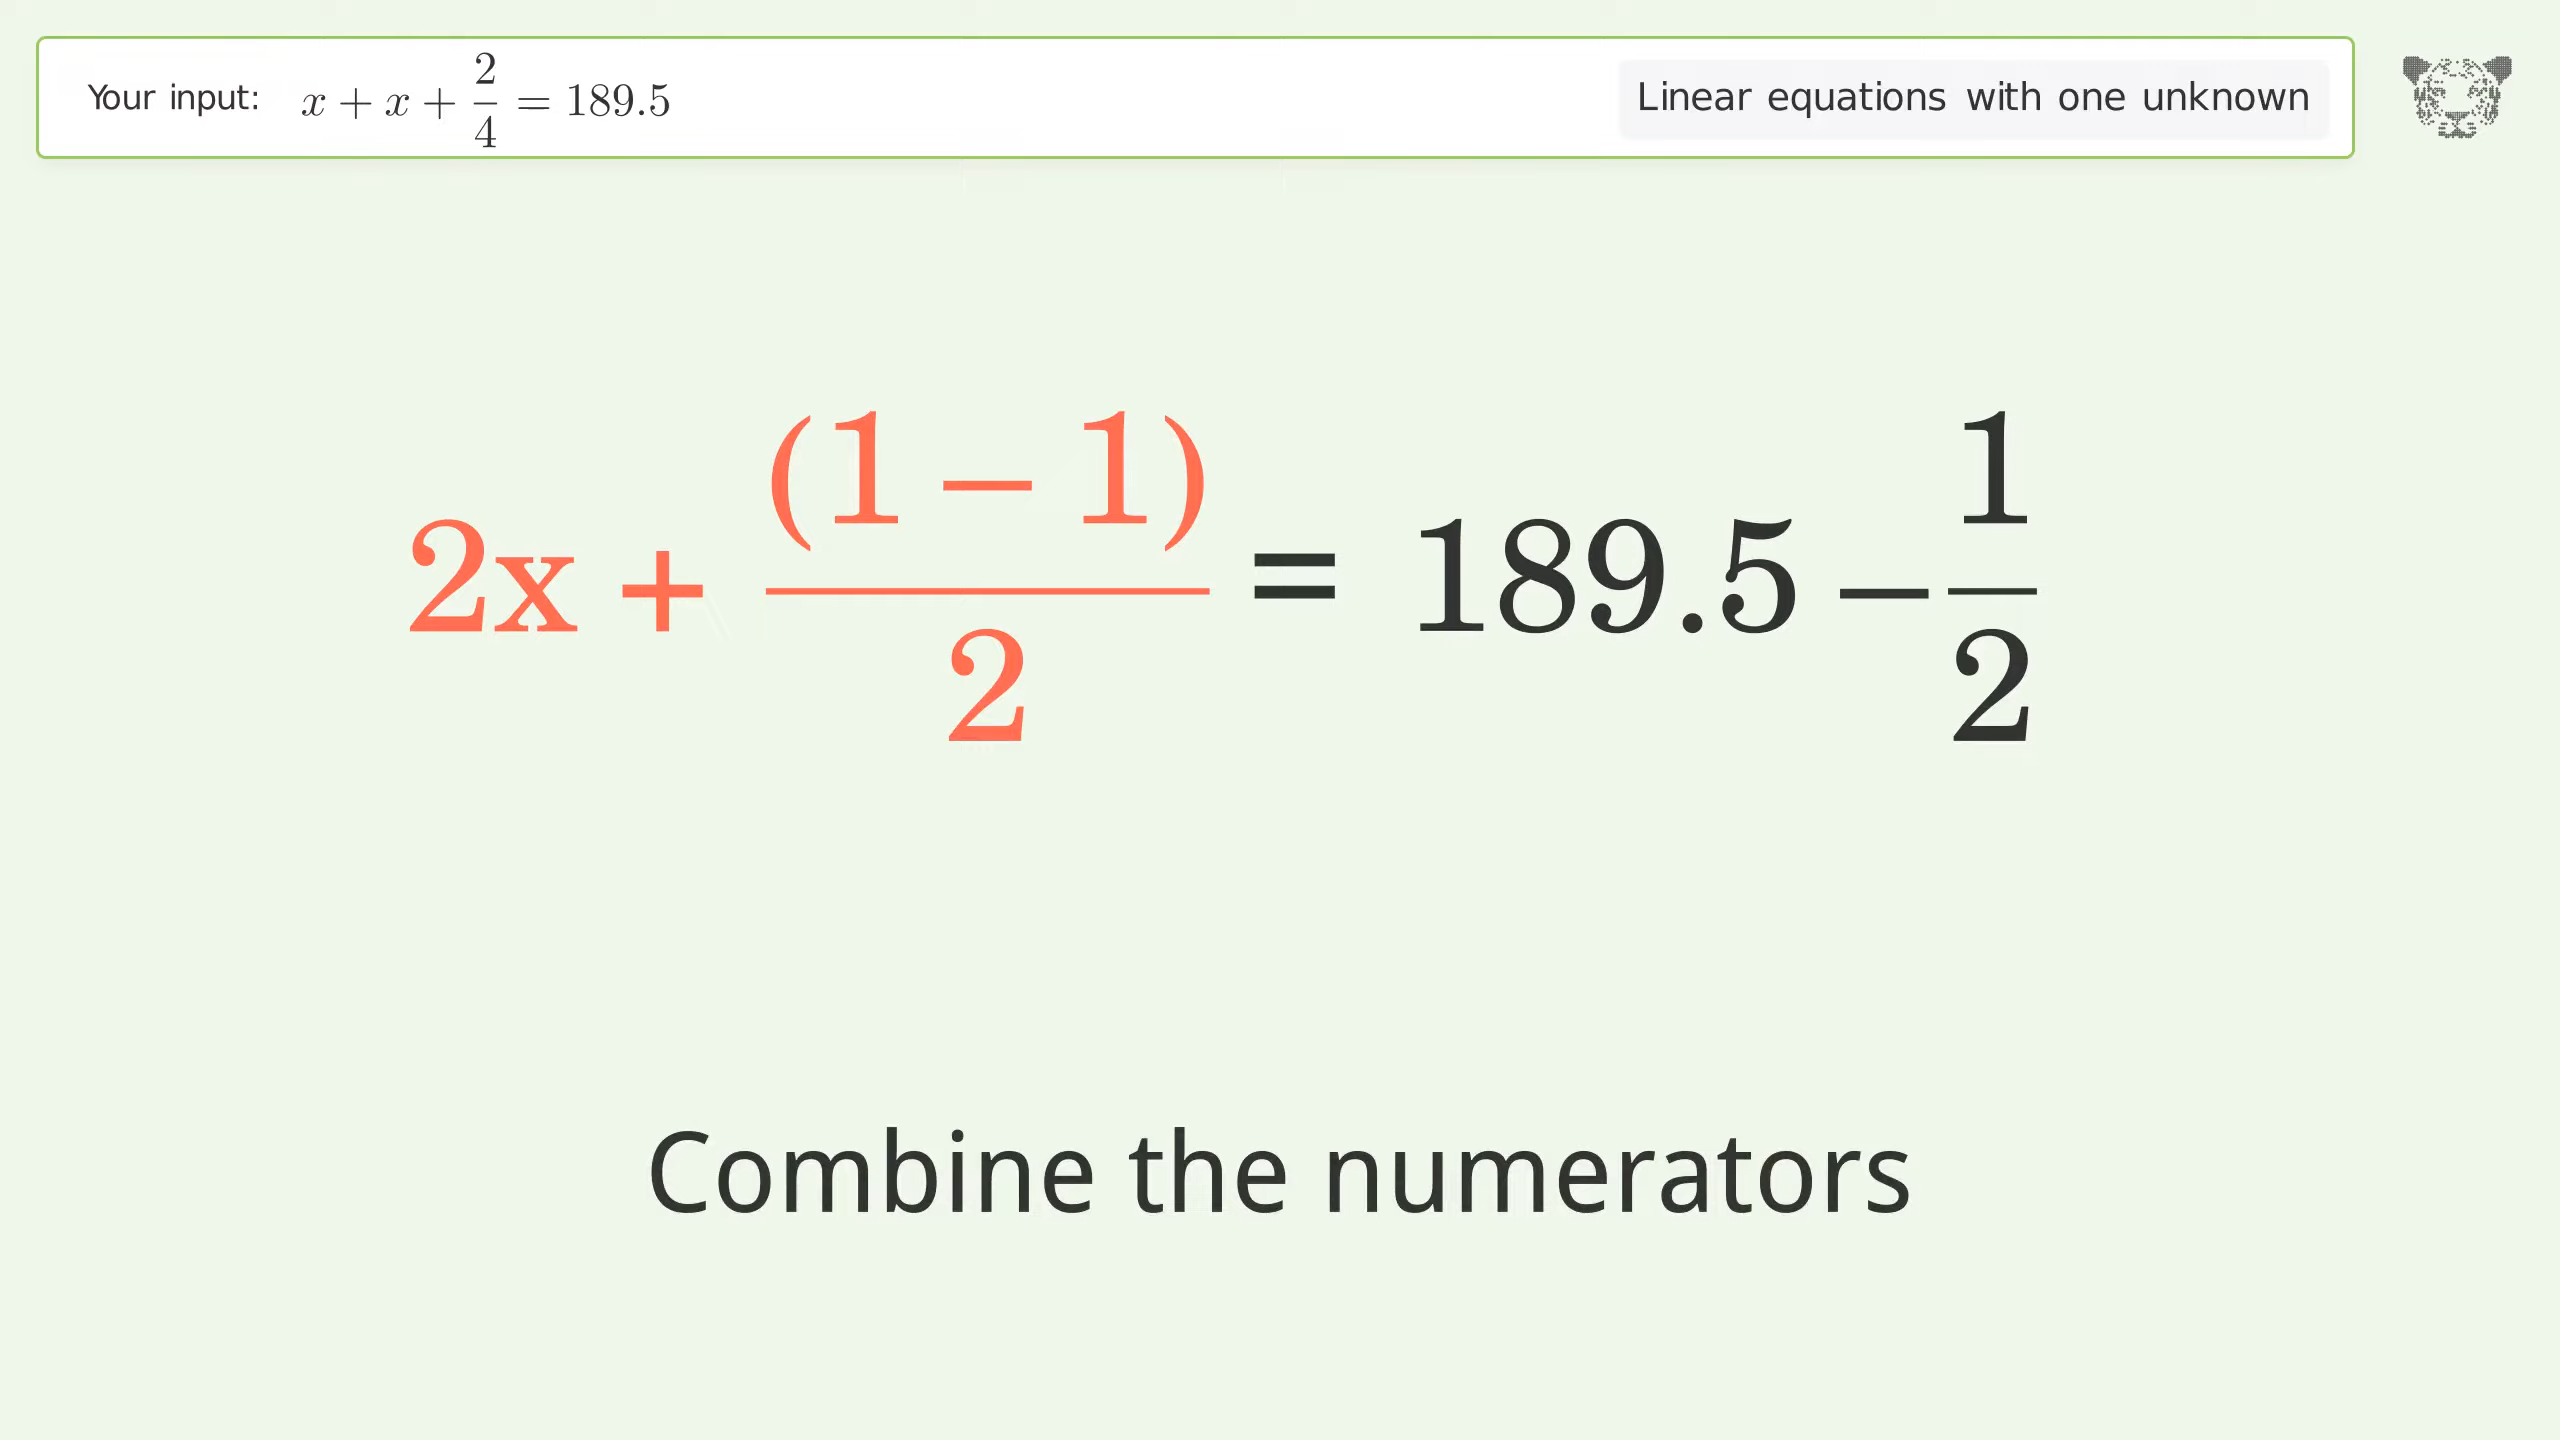 Your input: x + x + 2/4 = 189.5
Linear equations with one unknown
2x + (1 − 1)/2 = 189.5 − 1/2
Combine the numerators